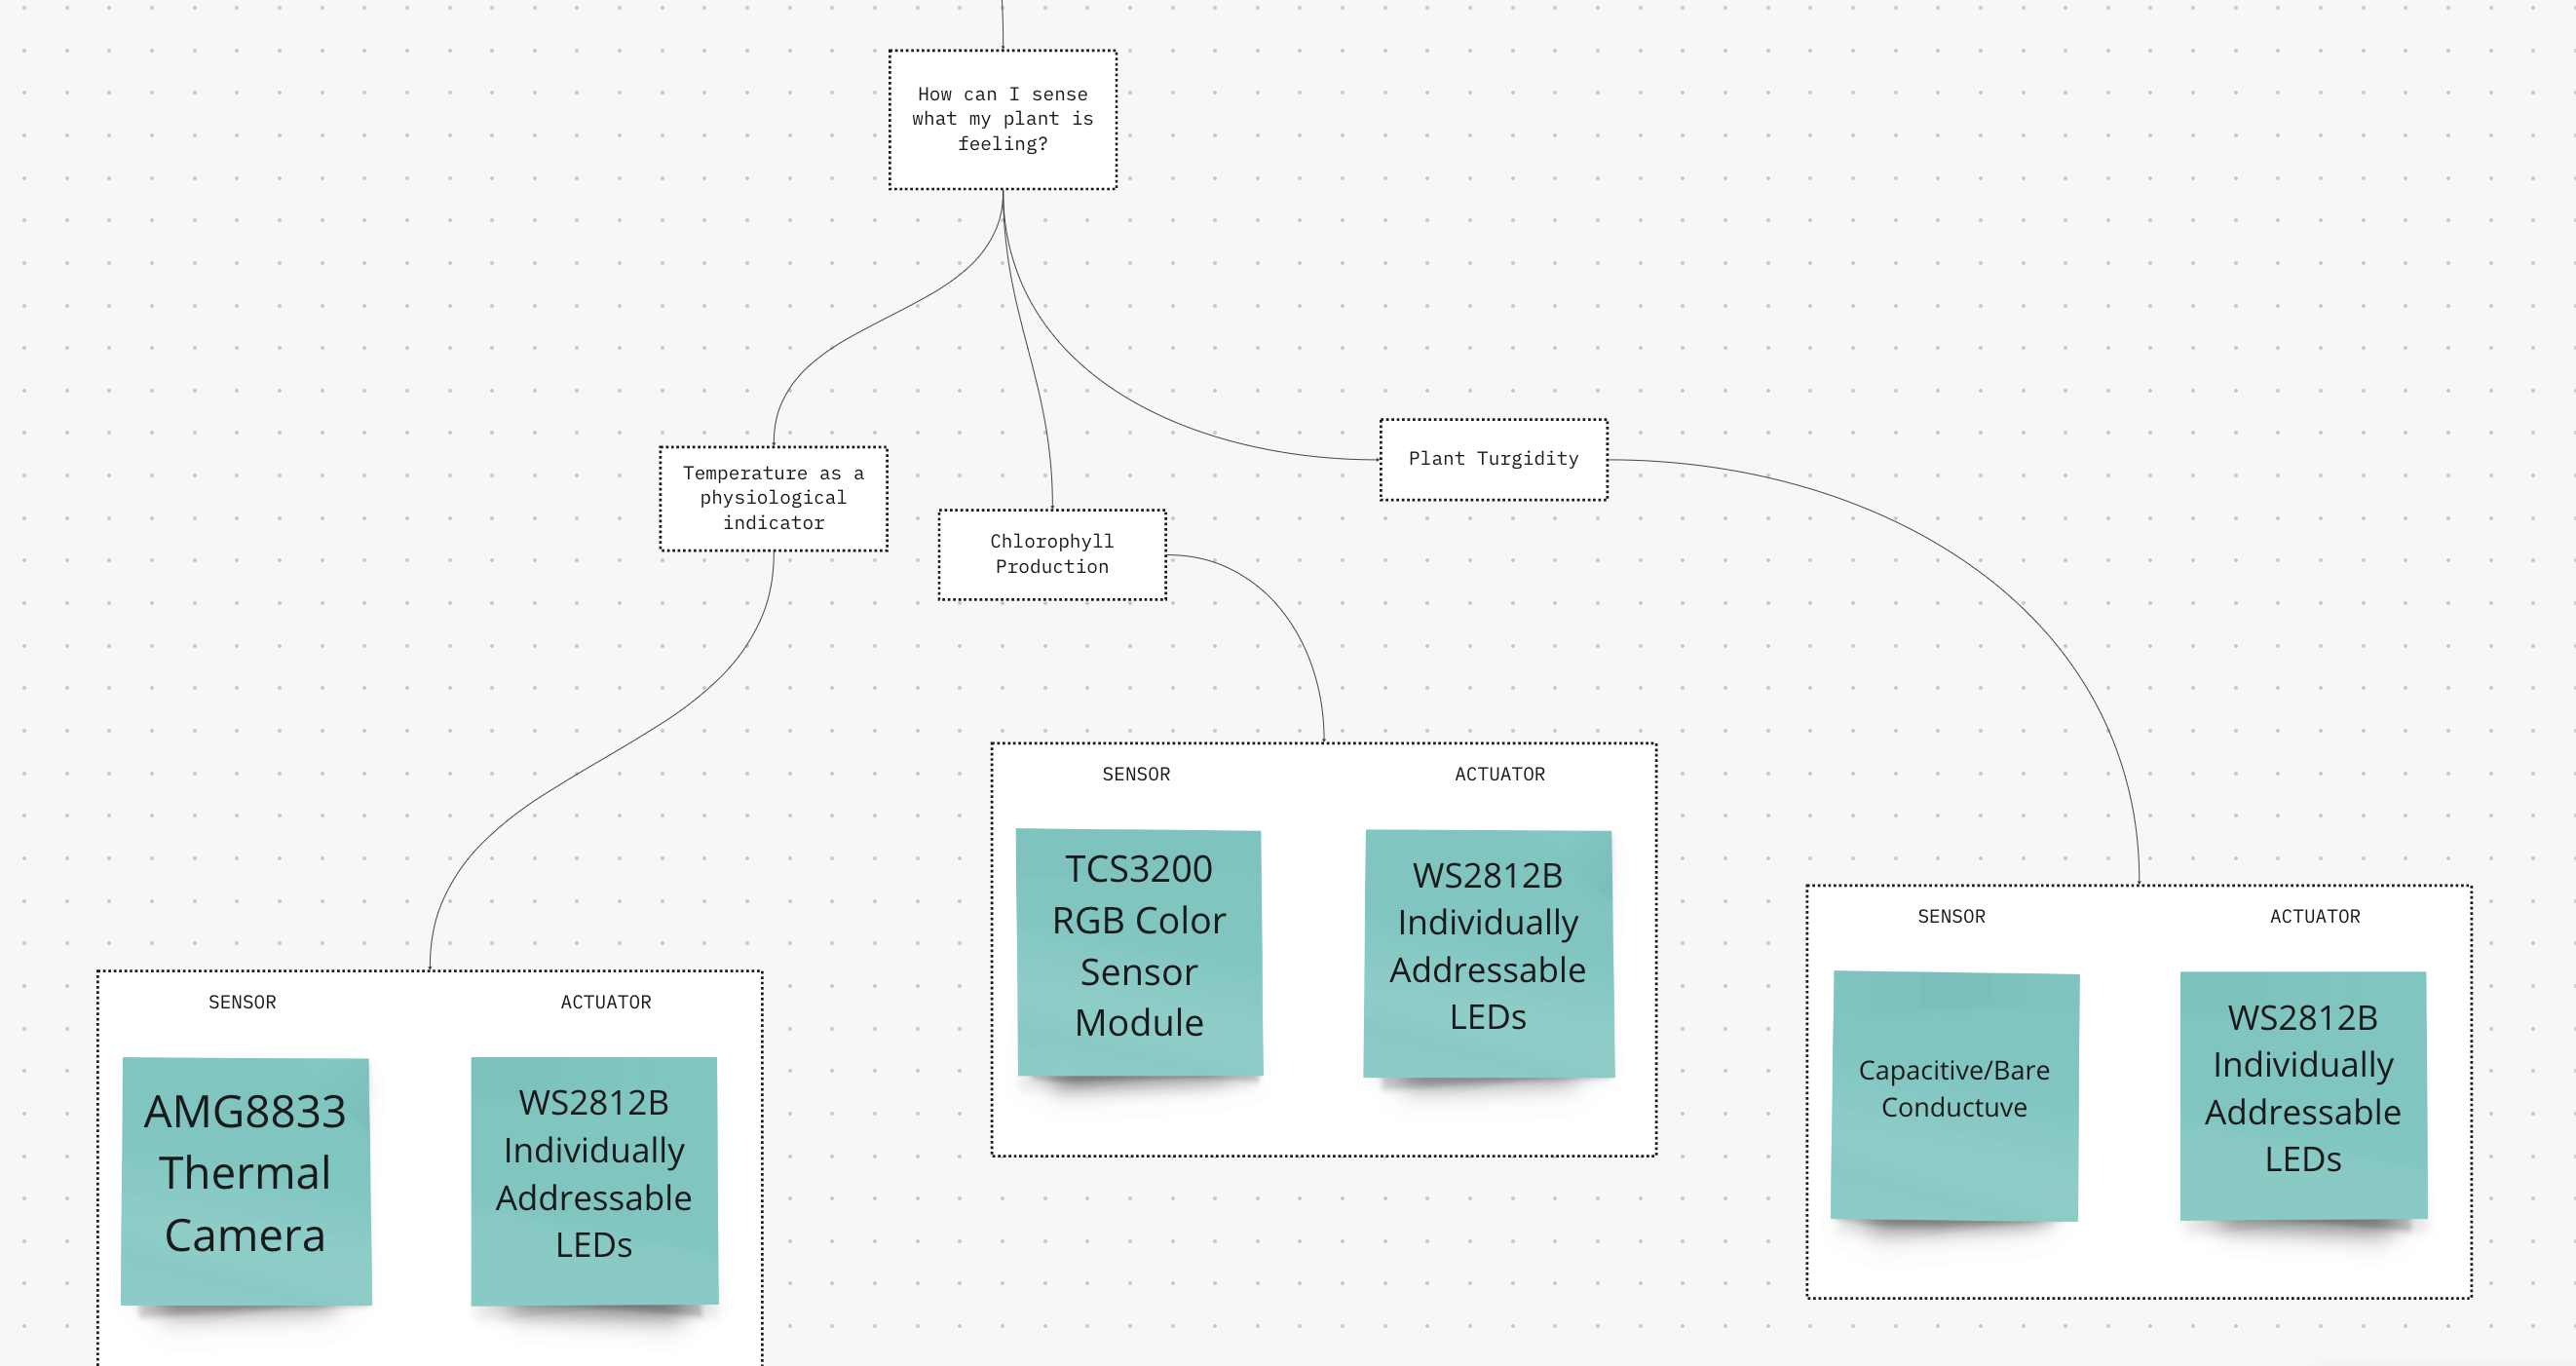 How can I sense
what my plant is
feeling?
Temperature as a
physiological
indicator
Chlorophyll
Production
Plant Turgidity
SENSOR
ACTUATOR
TCS3200
RGB Color
Sensor
Module
WS2812B
Individually
Addressable
LEDs
SENSOR
ACTUATOR
Capacitive/Bare
Conductuve
WS2812B
Individually
Addressable
LEDs
SENSOR
ACTUATOR
AMG8833
Thermal
Camera
WS2812B
Individually
Addressable
LEDs